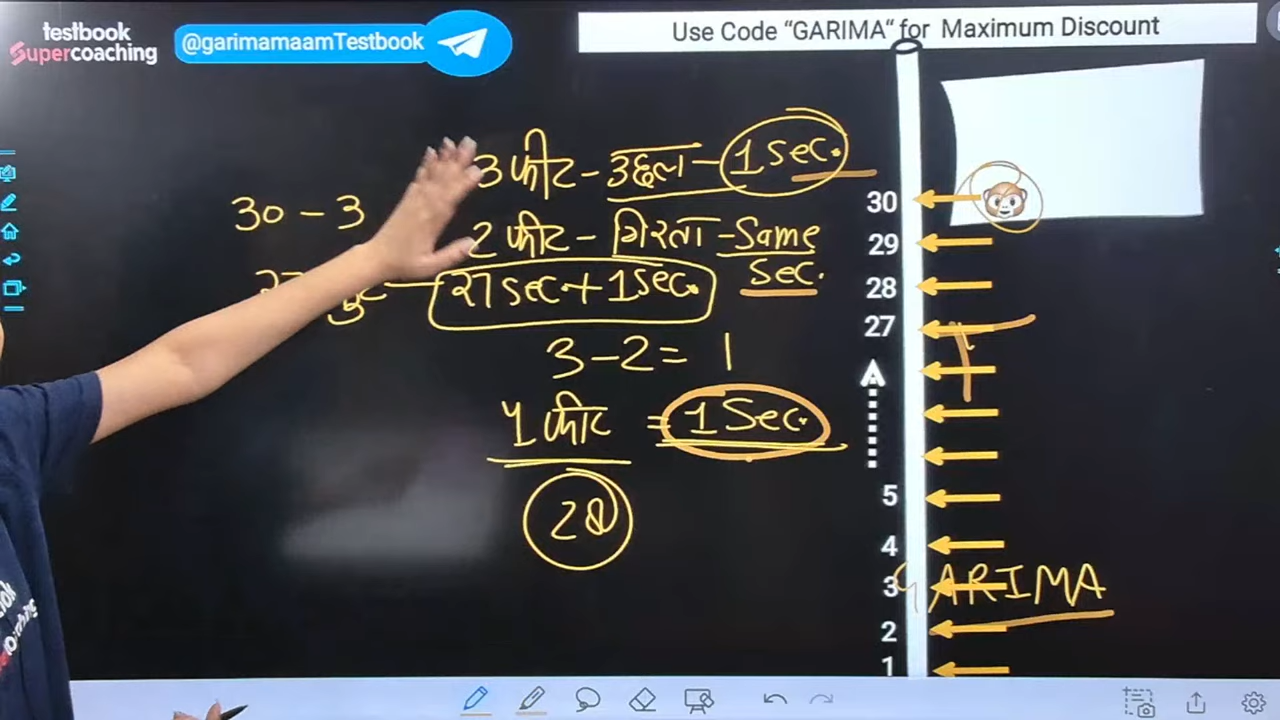 testbook
Supercoaching
@garimamaamTestbook
Use Code “GARIMA“ for Maximum Discount
3 फीट - उछल - 1 Sec.
30 - 3
2 फीट - गिरता - Same Sec.
27 sec + 1 Sec.
3 - 2 = 1
1 फीट = 1 Sec.
28
30
29
28
27
5
4
3
2
1
GARIMA